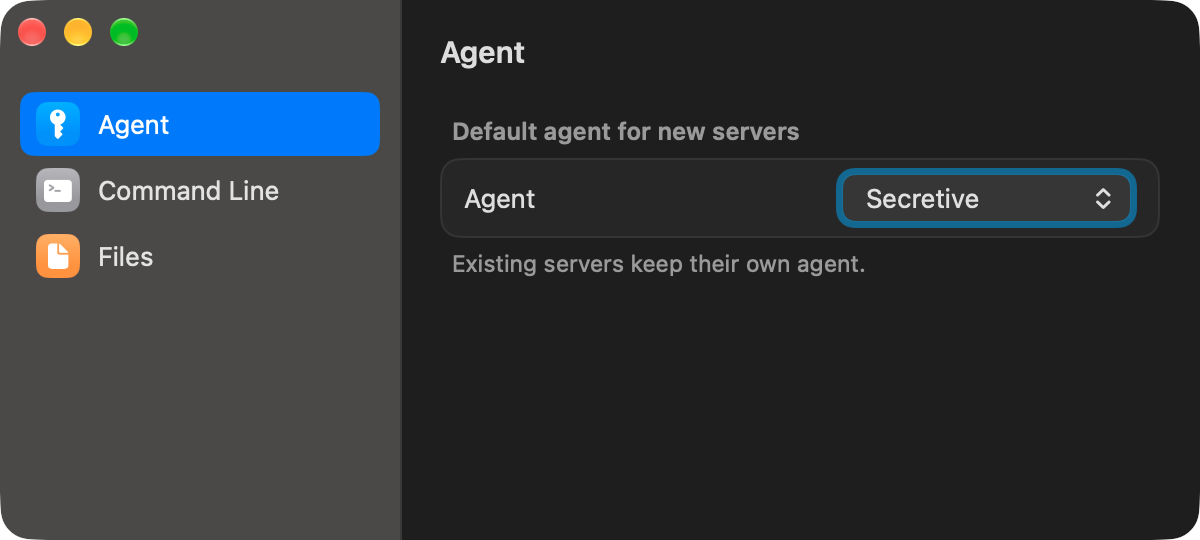 Agent
Command Line
Files
Agent
Default agent for new servers
Agent
Secretive
Existing servers keep their own agent.